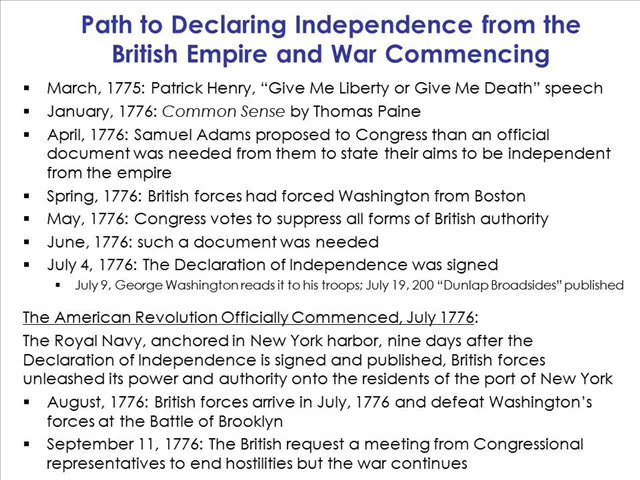 Path to Declaring Independence from the
British Empire and War Commencing
▪ March, 1775: Patrick Henry, “Give Me Liberty or Give Me Death” speech
▪ January, 1776: Common Sense by Thomas Paine
▪ April, 1776: Samuel Adams proposed to Congress than an official
document was needed from them to state their aims to be independent
from the empire
▪ Spring, 1776: British forces had forced Washington from Boston
▪ May, 1776: Congress votes to suppress all forms of British authority
▪ June, 1776: such a document was needed
▪ July 4, 1776: The Declaration of Independence was signed
▪ July 9, George Washington reads it to his troops; July 19, 200 “Dunlap Broadsides” published
The American Revolution Officially Commenced, July 1776:
The Royal Navy, anchored in New York harbor, nine days after the
Declaration of Independence is signed and published, British forces
unleashed its power and authority onto the residents of the port of New York
▪ August, 1776: British forces arrive in July, 1776 and defeat Washington’s
forces at the Battle of Brooklyn
▪ September 11, 1776: The British request a meeting from Congressional
representatives to end hostilities but the war continues